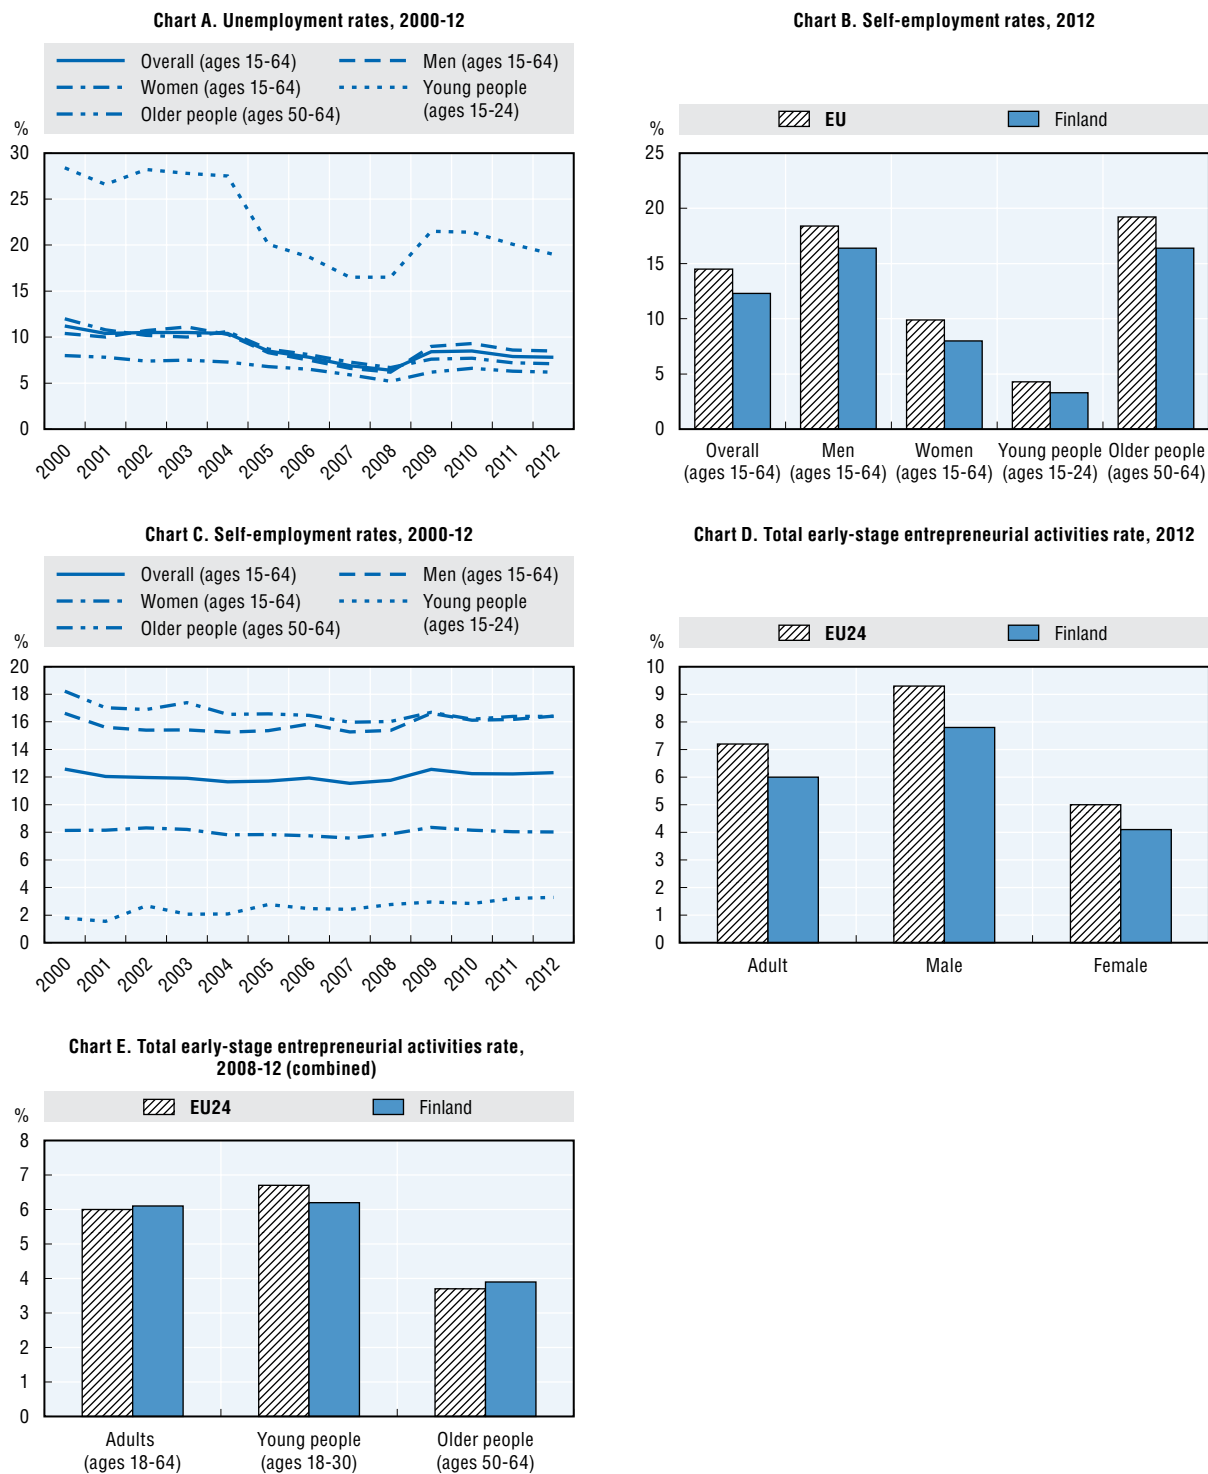 Chart A. Unemployment rates, 2000-12
Overall (ages 15-64)
Men (ages 15-64)
Women (ages 15-64)
Young people
(ages 15-24)
Older people (ages 50-64)
%
30
25
20
15
10
5
0
2000
2001
2002
2003
2004
2005
2006
2007
2008
2009
2010
2011
2012
Chart B. Self-employment rates, 2012
EU
Finland
%
25
20
15
10
5
0
Overall
(ages 15-64)
Men
(ages 15-64)
Women
(ages 15-64)
Young people
(ages 15-24)
Older people
(ages 50-64)
Chart C. Self-employment rates, 2000-12
Overall (ages 15-64)
Men (ages 15-64)
Women (ages 15-64)
Young people
(ages 15-24)
Older people (ages 50-64)
%
20
18
16
14
12
10
8
6
4
2
0
2000
2001
2002
2003
2004
2005
2006
2007
2008
2009
2010
2011
2012
Chart D. Total early-stage entrepreneurial activities rate, 2012
EU24
Finland
%
10
9
8
7
6
5
4
3
2
1
0
Adult
Male
Female
Chart E. Total early-stage entrepreneurial activities rate,
2008-12 (combined)
EU24
Finland
%
8
7
6
5
4
3
2
1
0
Adults
(ages 18-64)
Young people
(ages 18-30)
Older people
(ages 50-64)